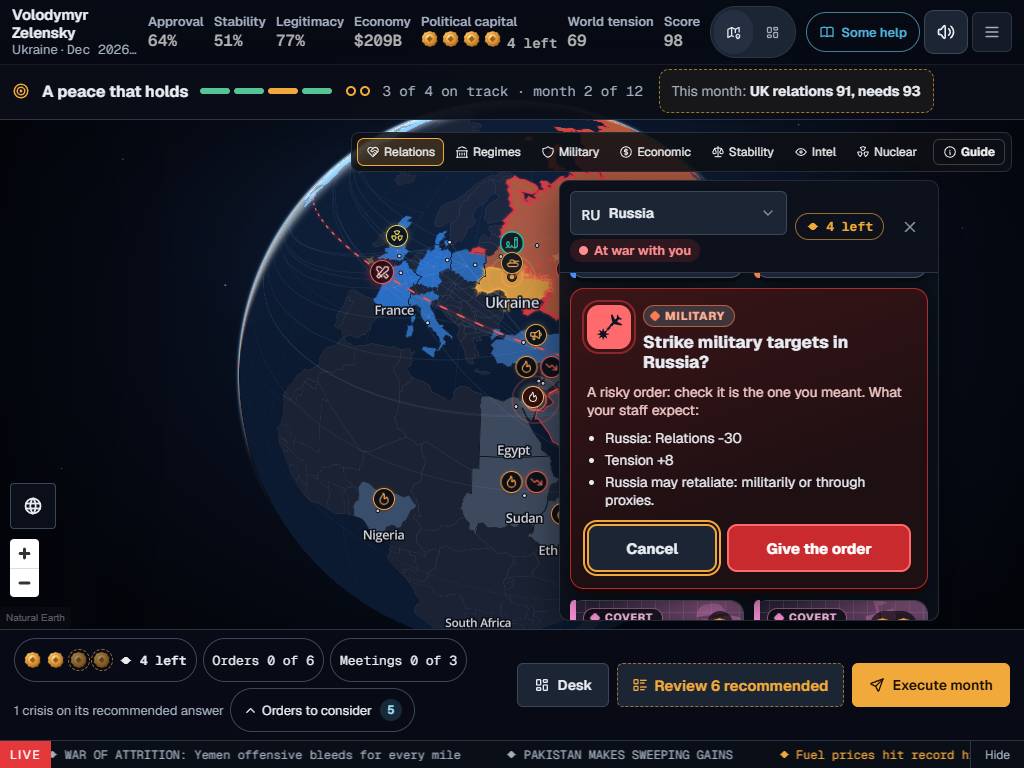 Volodymyr Zelensky
Ukraine · Dec 2026…
Approval 64%
Stability 51%
Legitimacy 77%
Economy $209B
Political capital 4 left
World tension 69
Score 98
Some help
A peace that holds
3 of 4 on track · month 2 of 12
This month: UK relations 91, needs 93
Relations
Regimes
Military
Economic
Stability
Intel
Nuclear
Guide
RU Russia
4 left
At war with you
MILITARY
Strike military targets in
Russia?
A risky order: check it is the one you meant. What
your staff expect:
• Russia: Relations -30
• Tension +8
• Russia may retaliate: militarily or through
proxies.
Cancel
Give the order
COVERT
COVERT
France
Ukraine
Egypt
Sudan
Nigeria
Eth
South Africa
+
−
Natural Earth
4 left
Orders 0 of 6
Meetings 0 of 3
1 crisis on its recommended answer
Orders to consider 5
Desk
Review 6 recommended
Execute month
LIVE
WAR OF ATTRITION: Yemen offensive bleeds for every mile
PAKISTAN MAKES SWEEPING GAINS
Fuel prices hit record
Hide